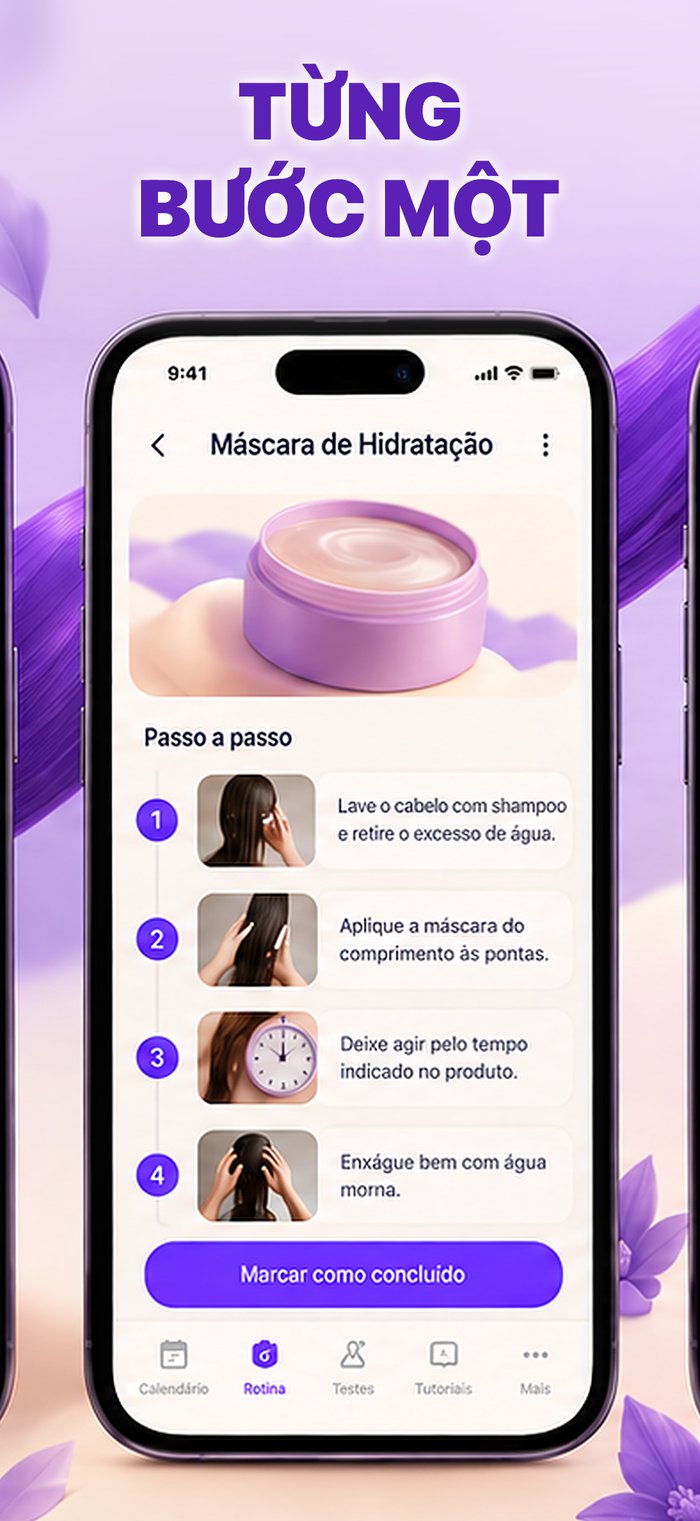 TỪNG
BƯỚC MỘT
9:41
Máscara de Hidratação
Passo a passo
1
Lave o cabelo com shampoo
e retire o excesso de água.
2
Aplique a máscara do
comprimento às pontas.
3
Deixe agir pelo tempo
indicado no produto.
4
Enxágue bem com água
morna.
Marcar como concluído
Calendário
Rotina
Testes
Tutoriais
Mais